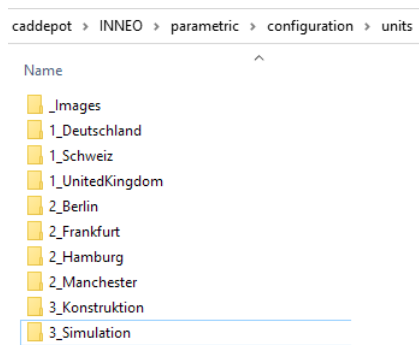 caddepot > INNEO > parametric > configuration > units
Name
_Images
1_Deutschland
1_Schweiz
1_UnitedKingdom
2_Berlin
2_Frankfurt
2_Hamburg
2_Manchester
3_Konstruktion
3_Simulation